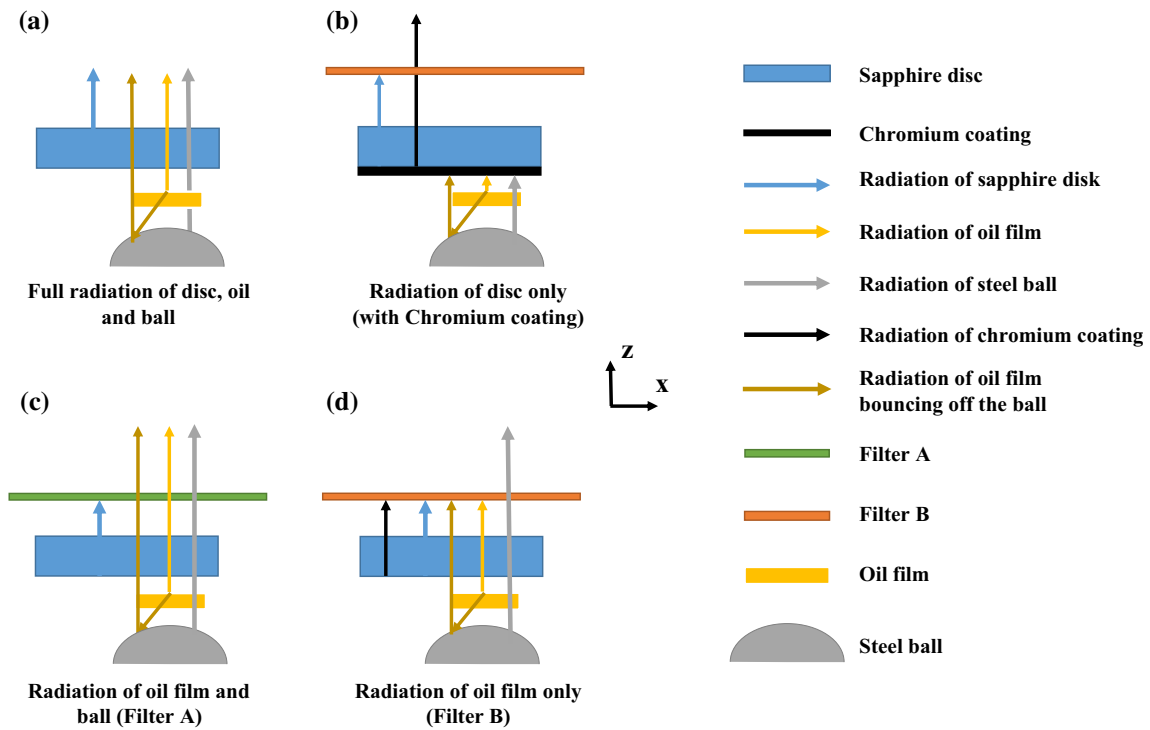 (a)
Full radiation of disc, oil
and ball
(b)
Radiation of disc only
(with Chromium coating)
z
x
(c)
Radiation of oil film and
ball (Filter A)
(d)
Radiation of oil film only
(Filter B)
Sapphire disc
Chromium coating
Radiation of sapphire disk
Radiation of oil film
Radiation of steel ball
Radiation of chromium coating
Radiation of oil film
bouncing off the ball
Filter A
Filter B
Oil film
Steel ball